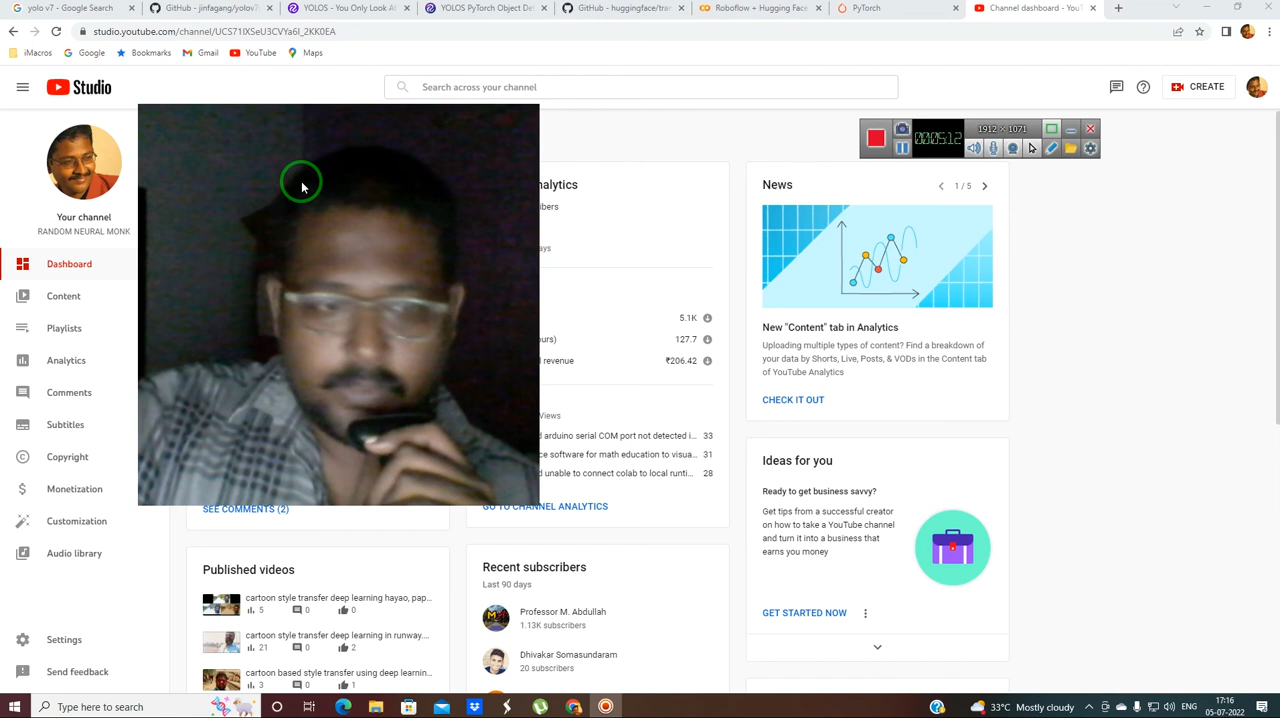 yolo v7 - Google Search
GitHub - jinfagang/yolov7
YOLOS - You Only Look At
YOLOS PyTorch Object Det
GitHub - huggingface/tran
Roboflow + Hugging Face
PyTorch
Channel dashboard - YouT
studio.youtube.com/channel/UCS71IXSeU3CVYa6I_2KK0EA
iMacros
Google
Bookmarks
Gmail
YouTube
Maps
Studio
Search across your channel
CREATE
1912 × 1071
00:05:12
Your channel
RANDOM NEURAL MONK
Dashboard
Content
Playlists
Analytics
Comments
Subtitles
Copyright
Monetization
Customization
Audio library
Settings
Send feedback
SEE COMMENTS (2)
Published videos
cartoon style transfer deep learning hayao, pap...
5 0 0
cartoon style transfer deep learning in runway....
21 0 2
cartoon based style transfer using deep learnin...
3 0 1
nalytics
ibers
ays
5.1K
ours) 127.7
d revenue ₹206.42
Views
d arduino serial COM port not detected i... 33
ce software for math education to visua... 31
d unable to connect colab to local runti... 28
GO TO CHANNEL ANALYTICS
Recent subscribers
Last 90 days
Professor M. Abdullah
1.13K subscribers
Dhivakar Somasundaram
20 subscribers
News
1 / 5
New "Content" tab in Analytics
Uploading multiple types of content? Find a breakdown of
your data by Shorts, Live, Posts, & VODs in the Content tab
of YouTube Analytics
CHECK IT OUT
Ideas for you
Ready to get business savvy?
Get tips from a successful creator
on how to take a YouTube channel
and turn it into a business that
earns you money
GET STARTED NOW
Type here to search
33°C Mostly cloudy
ENG
17:16
05-07-2022